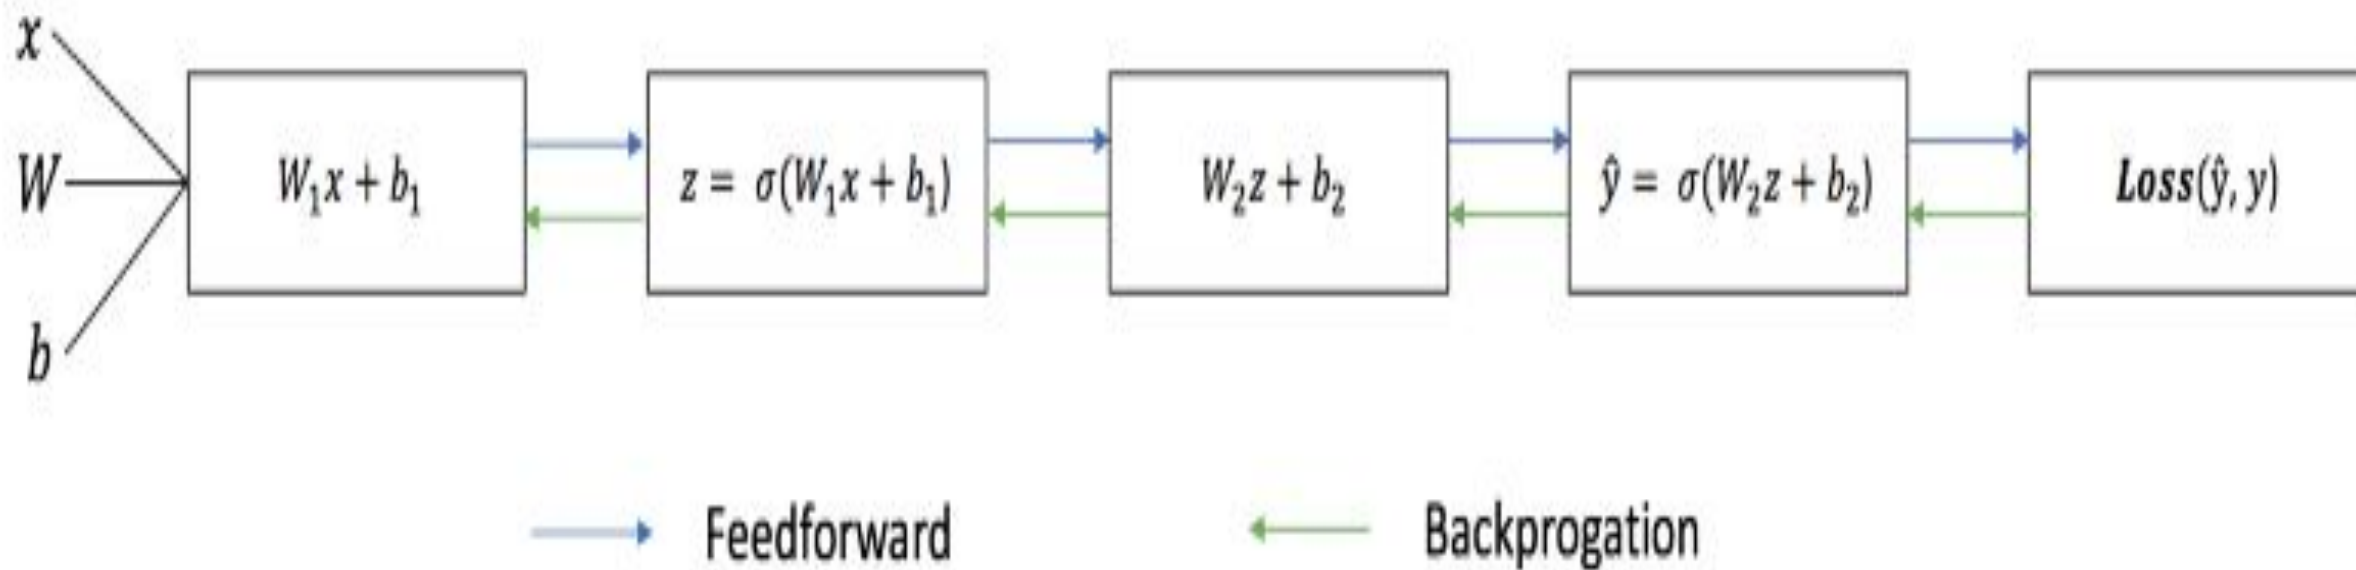 x
W
b
W₁x + b₁
z = σ(W₁x + b₁)
W₂z + b₂
ŷ = σ(W₂z + b₂)
Loss(ŷ, y)
Feedforward
Backprogation